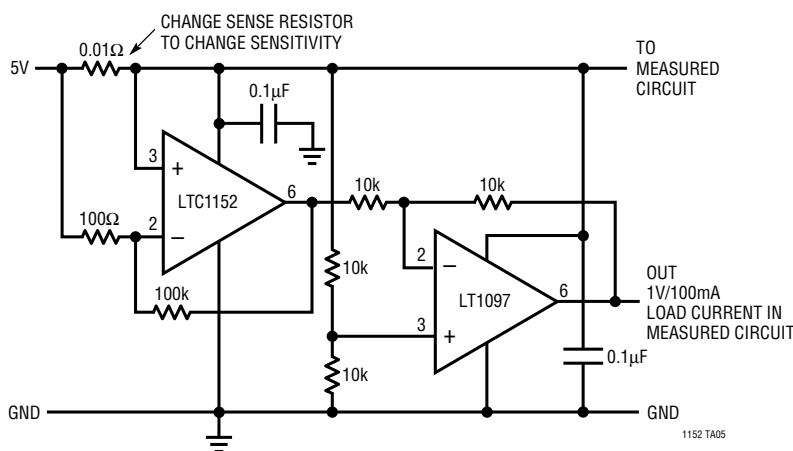 CHANGE SENSE RESISTOR
TO CHANGE SENSITIVITY
0.01Ω
5V
TO
MEASURED
CIRCUIT
0.1µF
3
+
LTC1152
6
2
–
100Ω
100k
10k
10k
10k
10k
2
–
LT1097
6
3
+
OUT
1V/100mA
LOAD CURRENT IN
MEASURED CIRCUIT
0.1µF
GND
GND
1152 TA05